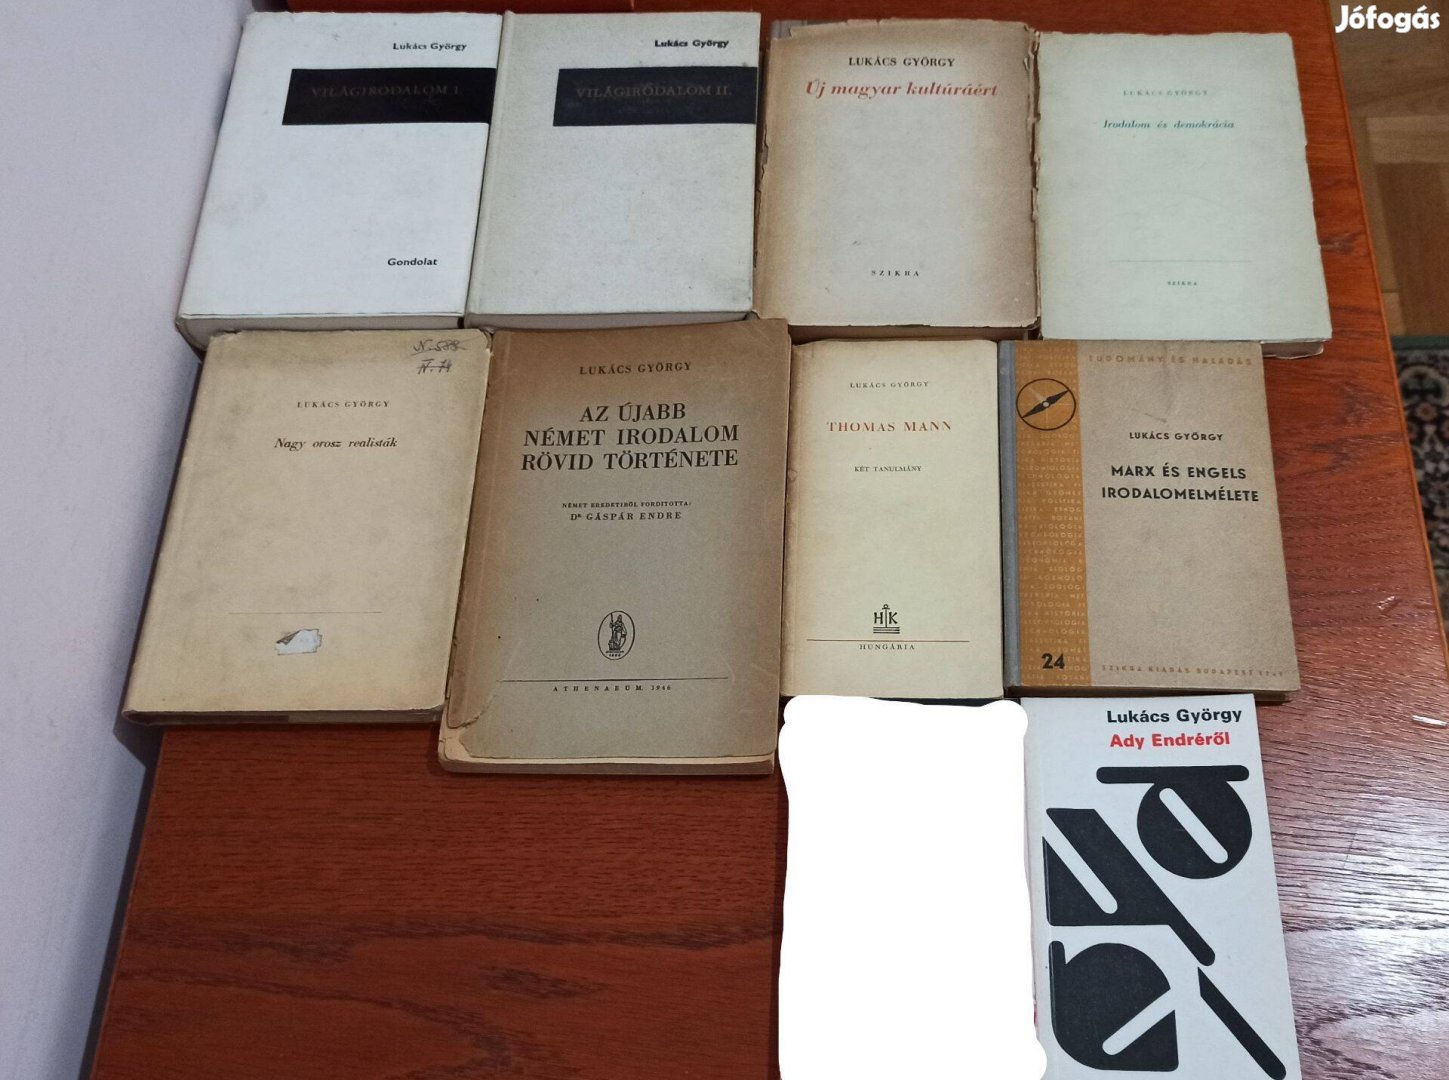 Jófogás
Lukács György
VILÁGIRODALOM I.
Gondolat
Lukács György
VILÁGIRODALOM II.
LUKÁCS GYÖRGY
Új magyar kultúráért
SZIKRA
LUKÁCS GYÖRGY
Irodalom és demokrácia
SZIKRA
LUKÁCS GYÖRGY
Nagy orosz realisták
LUKÁCS GYÖRGY
AZ ÚJABB
NÉMET IRODALOM
RÖVID TÖRTÉNETE
NÉMET EREDETIBŐL FORDÍTOTTA:
DR. GÁSPÁR ENDRE
ATHENAEUM, 1946
LUKÁCS GYÖRGY
THOMAS MANN
KÉT TANULMÁNY
HK
HUNGÁRIA
TUDOMÁNY ÉS HALADÁS
LUKÁCS GYÖRGY
MARX ÉS ENGELS
IRODALOMELMÉLETE
24
SZIKRA KIADÁS BUDAPEST
Lukács György
Ady Endréről